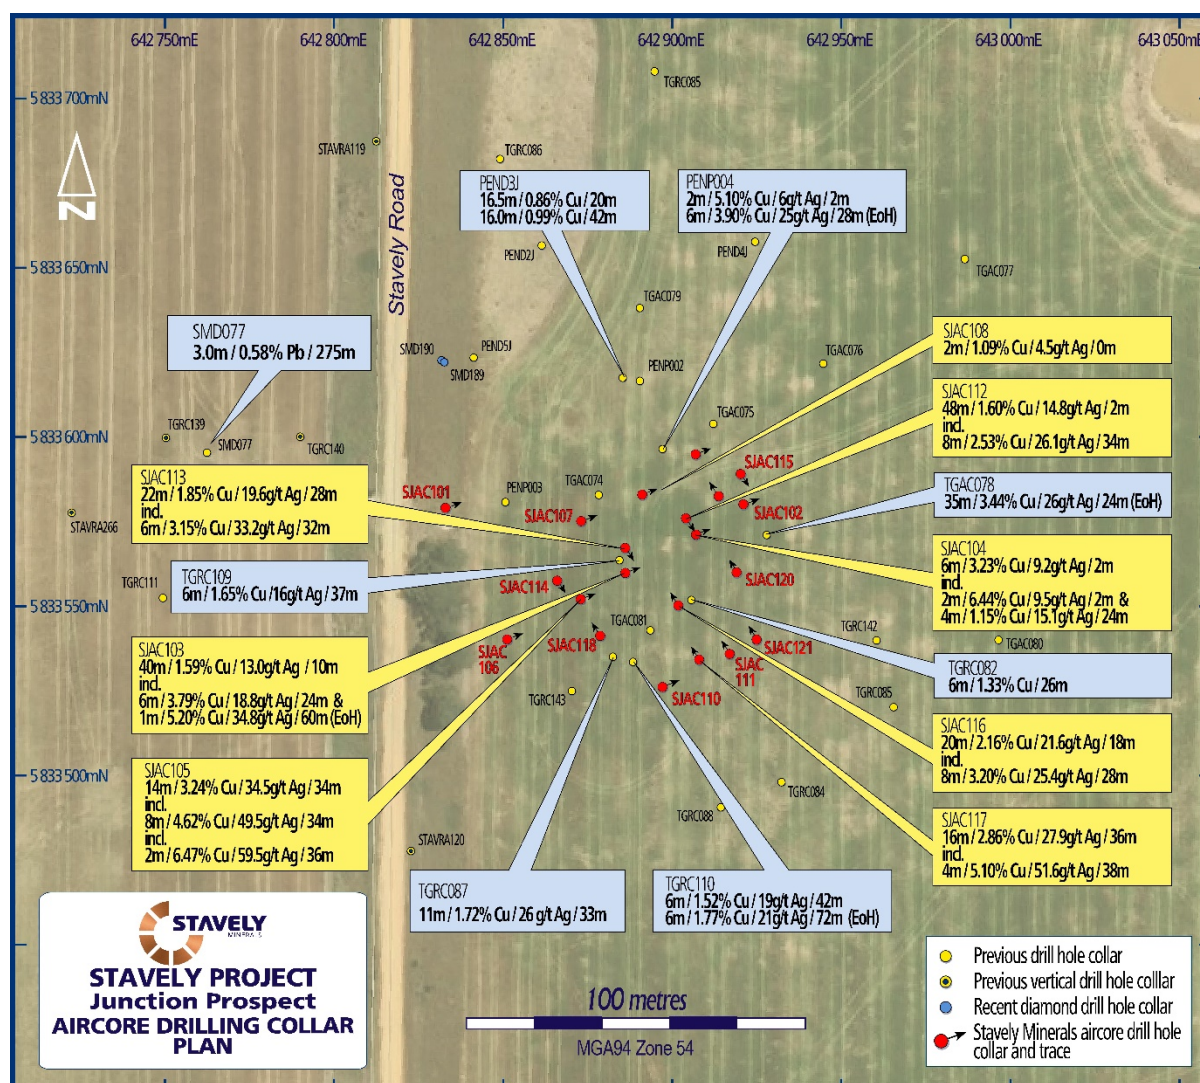 642 750mE
642 800mE
642 850mE
642 900mE
642 950mE
643 000mE
643 050mE
5 833 700mN
5 833 650mN
5 833 600mN
5 833 550mN
5 833 500mN
N
Stavely Road
TGRC085
STAVRA119
TGRC086
PEND3J
16.5m / 0.86% Cu / 20m
16.0m / 0.99% Cu / 42m
PENP004
2m / 5.10% Cu / 6g/t Ag / 2m
6m / 3.90% Cu / 25g/t Ag / 28m (EoH)
PEND2J
PEND4J
TGAC077
TGAC079
SMD077
3.0m / 0.58% Pb / 275m
SMD190
SMD189
PEND5J
PENP002
TGAC076
SJAC108
2m / 1.09% Cu / 4.5g/t Ag / 0m
TGAC075
SJAC112
48m / 1.60% Cu / 14.8g/t Ag / 2m
incl.
8m / 2.53% Cu / 26.1g/t Ag / 34m
TGRC139
SMD077
TGRC140
SJAC113
22m / 1.85% Cu / 19.6g/t Ag / 28m
incl.
6m / 3.15% Cu / 33.2g/t Ag / 32m
SJAC101
PENP003
TGAC074
SJAC107
SJAC115
SJAC102
TGAC078
35m / 3.44% Cu / 26g/t Ag / 24m (EoH)
STAVRA266
SJAC104
6m / 3.23% Cu / 9.2g/t Ag / 2m
incl.
2m / 6.44% Cu / 9.5g/t Ag / 2m &
4m / 1.15% Cu / 15.1g/t Ag / 24m
TGRC111
TGRC109
6m / 1.65% Cu /16g/t Ag / 37m
SJAC114
SJAC120
TGAC081
SJAC118
SJAC
106
SJAC121
SJAC
111
TGRC142
TGAC080
SJAC103
40m / 1.59% Cu / 13.0g/t Ag / 10m
incl.
6m / 3.79% Cu / 18.8g/t Ag / 24m &
1m / 5.20% Cu / 34.8g/t Ag / 60m (EoH)
TGRC082
6m / 1.33% Cu / 26m
TGRC143
SJAC110
TGRC085
SJAC116
20m / 2.16% Cu / 21.6g/t Ag / 18m
incl.
8m / 3.20% Cu / 25.4g/t Ag / 28m
SJAC105
14m / 3.24% Cu / 34.5g/t Ag / 34m
incl.
8m / 4.62% Cu / 49.5g/t Ag / 34m
incl.
2m / 6.47% Cu / 59.5g/t Ag / 36m
TGRC084
TGRC088
STAVRA120
SJAC117
16m / 2.86% Cu / 27.9g/t Ag / 36m
incl.
4m / 5.10% Cu / 51.6g/t Ag / 38m
TGRC087
11m / 1.72% Cu / 26 g/t Ag / 33m
TGRC110
6m / 1.52% Cu / 19g/t Ag / 42m
6m / 1.77% Cu / 21g/t Ag / 72m (EoH)
STAVELY
MINERALS
STAVELY PROJECT
Junction Prospect
AIRCORE DRILLING COLLAR
PLAN
100 metres
MGA94 Zone 54
Previous drill hole collar
Previous vertical drill hole colllar
Recent diamond drill hole collar
Stavely Minerals aircore drill hole
collar and trace